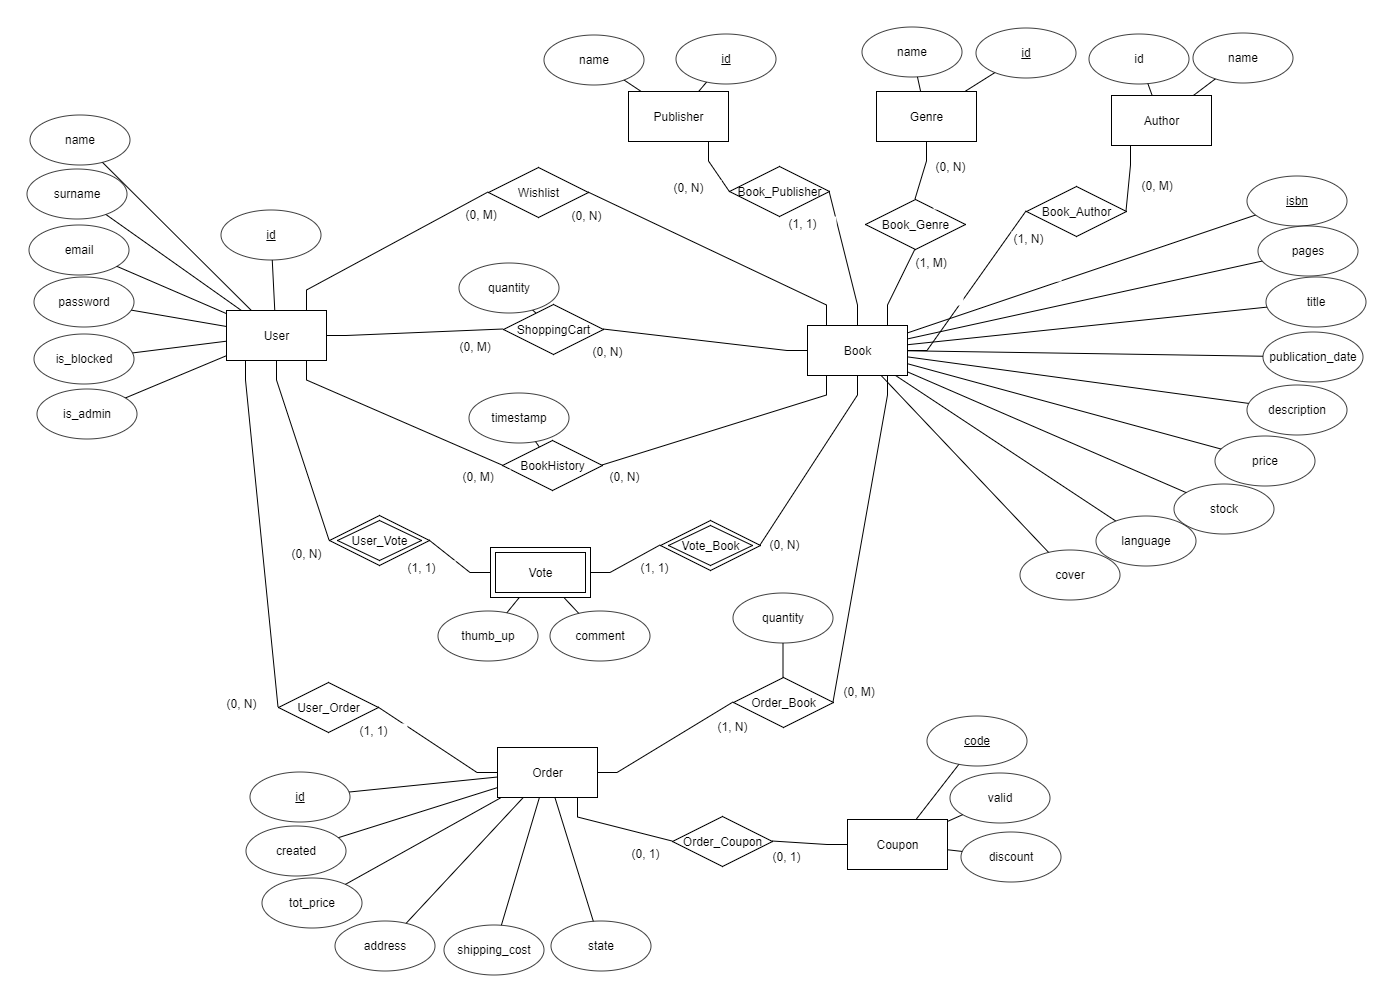 name
id
name
id
id
name
Publisher
Genre
Author
name
surname
email
password
is_blocked
is_admin
id
User
Wishlist
(0, M)
(0, N)
(0, N)
Book_Publisher
(1, 1)
(0, N)
Book_Genre
(1, M)
(0, M)
Book_Author
(1, N)
isbn
pages
title
publication_date
description
price
stock
language
cover
Book
quantity
ShoppingCart
(0, M)
(0, N)
timestamp
BookHistory
(0, M)
(0, N)
User_Vote
(0, N)
(1, 1)
Vote
Vote_Book
(1, 1)
(0, N)
thumb_up
comment
quantity
Order_Book
(0, M)
(1, N)
(0, N)
User_Order
(1, 1)
Order
id
created
tot_price
address
shipping_cost
state
Order_Coupon
(0, 1)
(0, 1)
Coupon
code
valid
discount